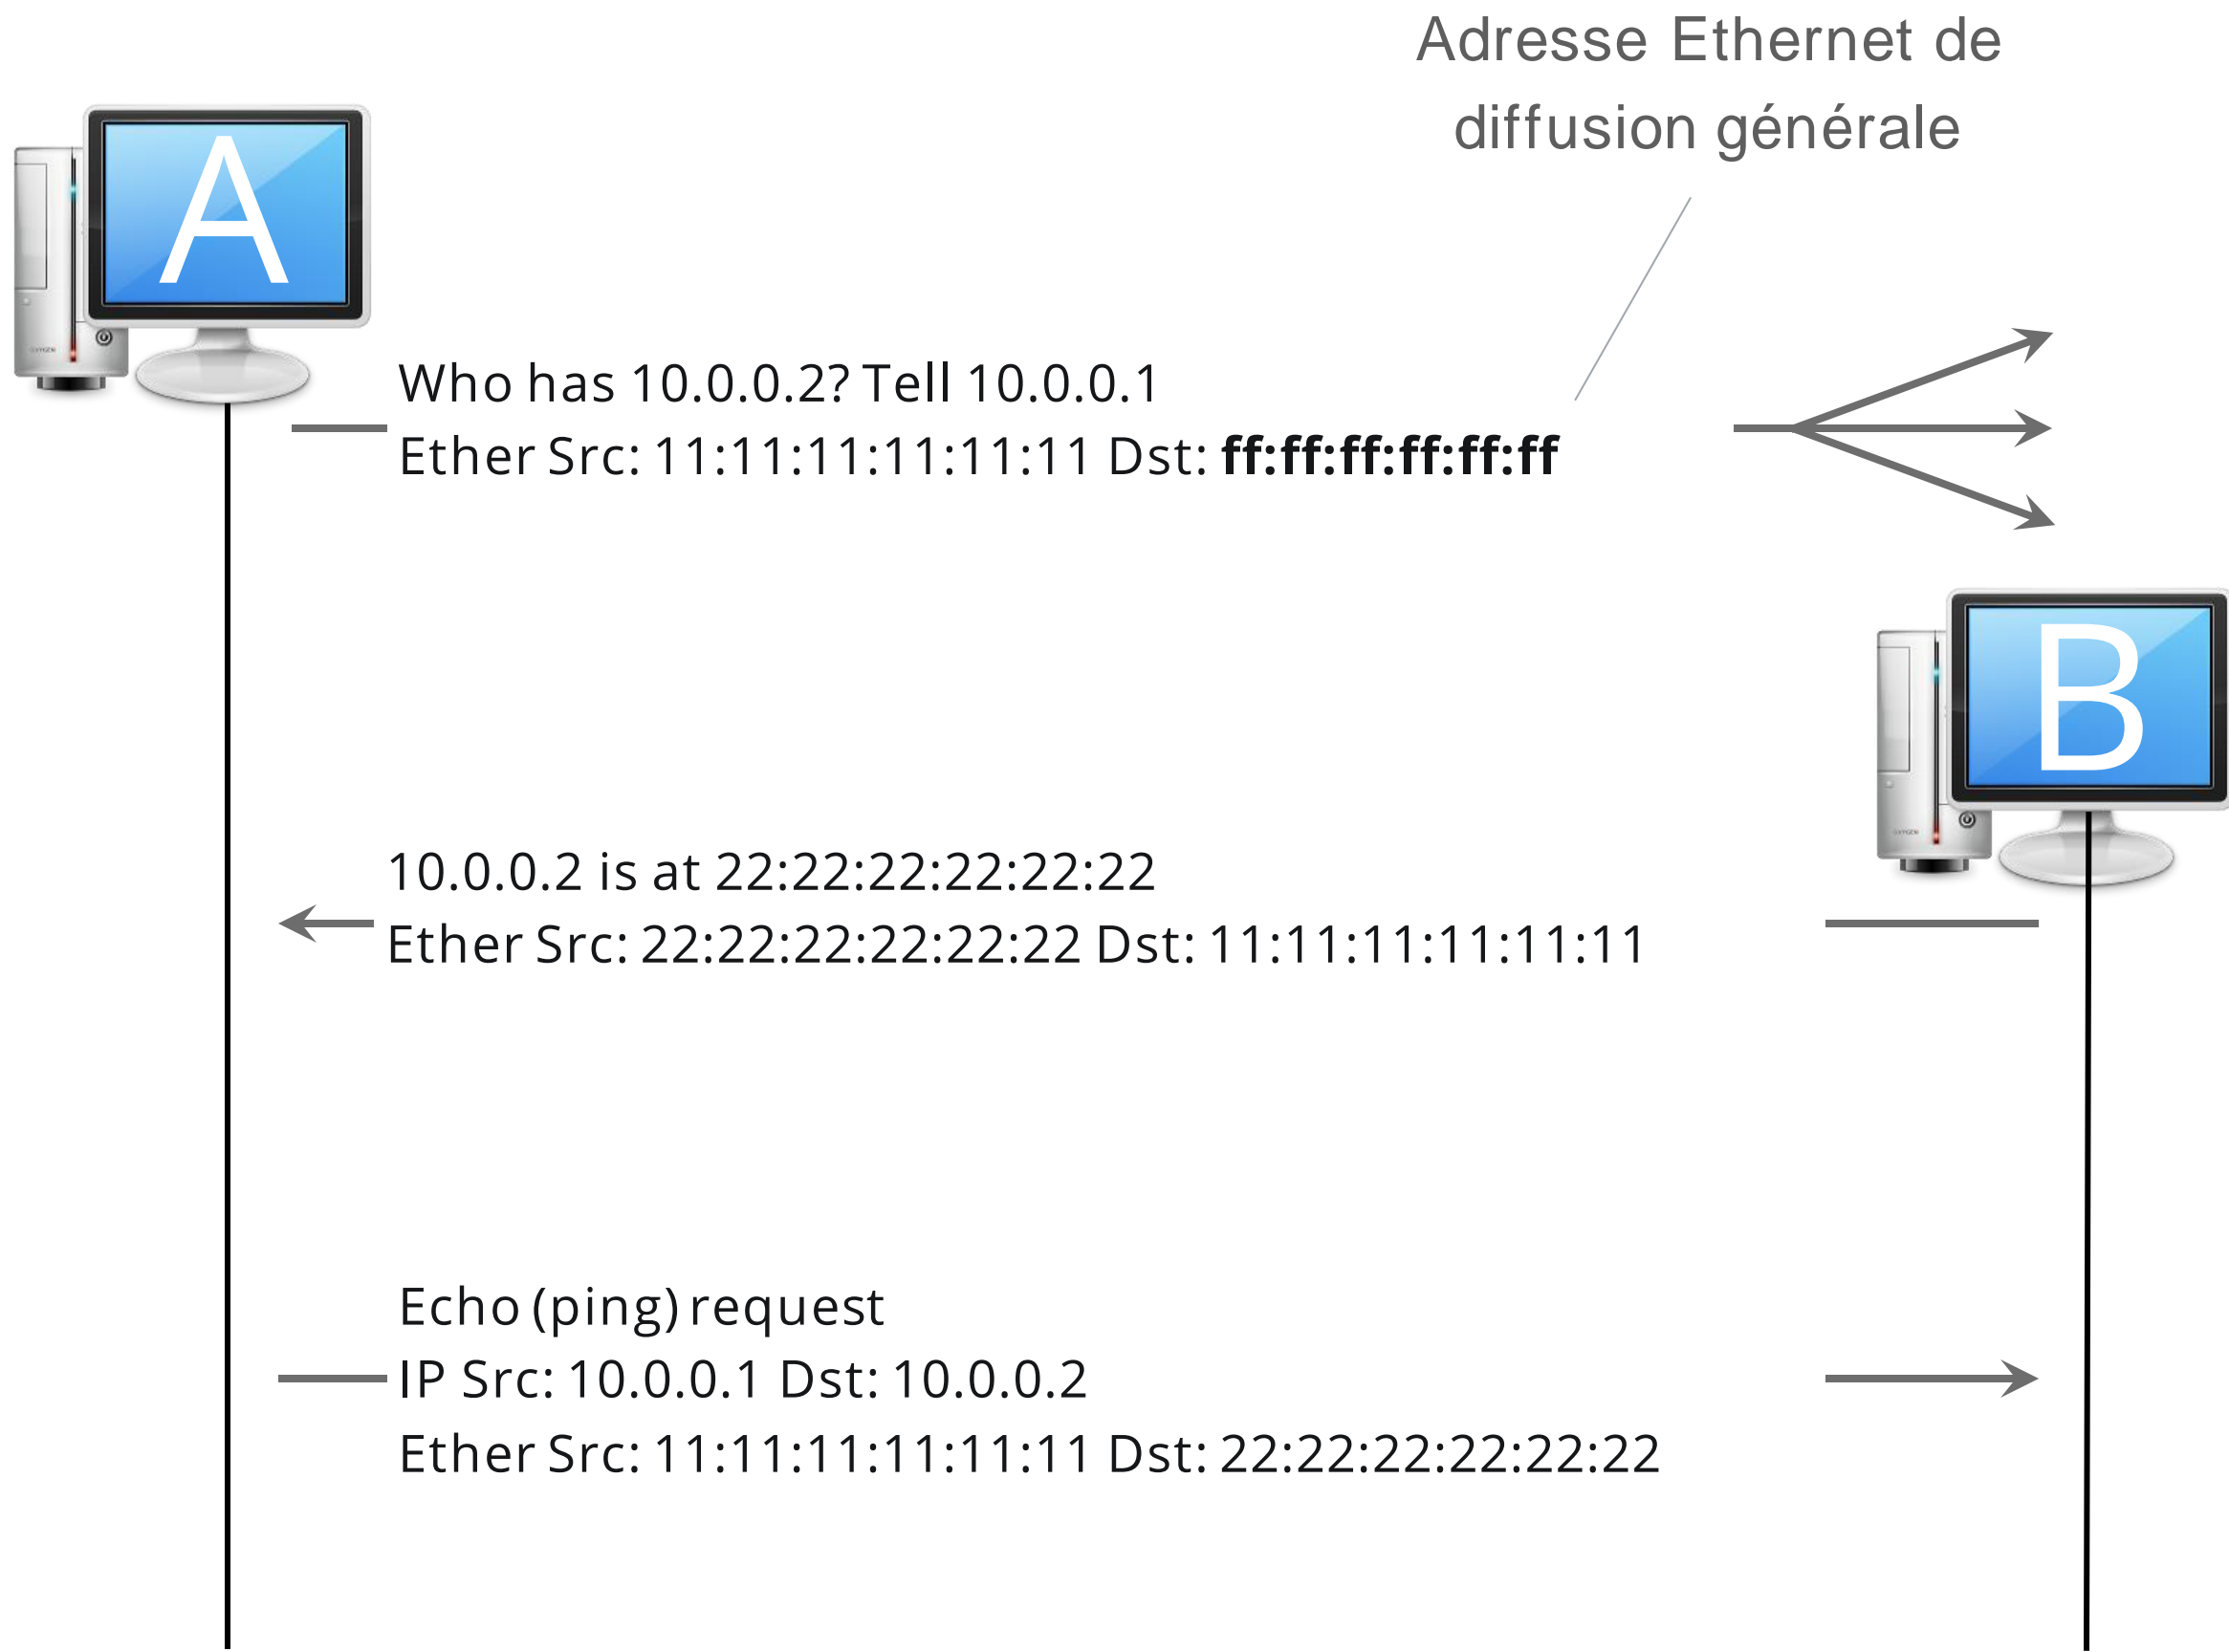 Adresse Ethernet de
diffusion générale
A
Who has 10.0.0.2? Tell 10.0.0.1
Ether Src: 11:11:11:11:11:11 Dst: ff:ff:ff:ff:ff:ff
B
10.0.0.2 is at 22:22:22:22:22:22
Ether Src: 22:22:22:22:22:22 Dst: 11:11:11:11:11:11
Echo (ping) request
IP Src: 10.0.0.1 Dst: 10.0.0.2
Ether Src: 11:11:11:11:11:11 Dst: 22:22:22:22:22:22